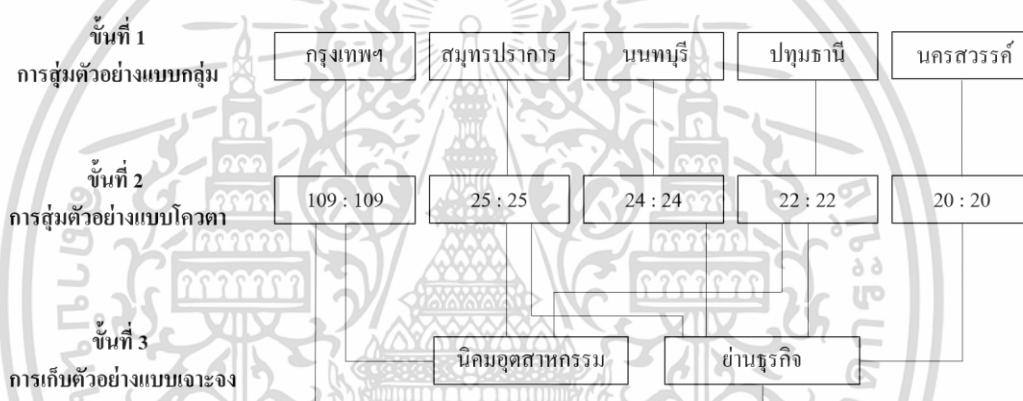 ขั้นที่ 1
การสุ่มตัวอย่างแบบกลุ่ม
กรุงเทพฯ
สมุทรปราการ
นนทบุรี
ปทุมธานี
นครสวรรค์
ขั้นที่ 2
การสุ่มตัวอย่างแบบโควตา
109 : 109
25 : 25
24 : 24
22 : 22
20 : 20
ขั้นที่ 3
การเก็บตัวอย่างแบบเจาะจง
นิคมอุตสาหกรรม
ย่านธุรกิจ